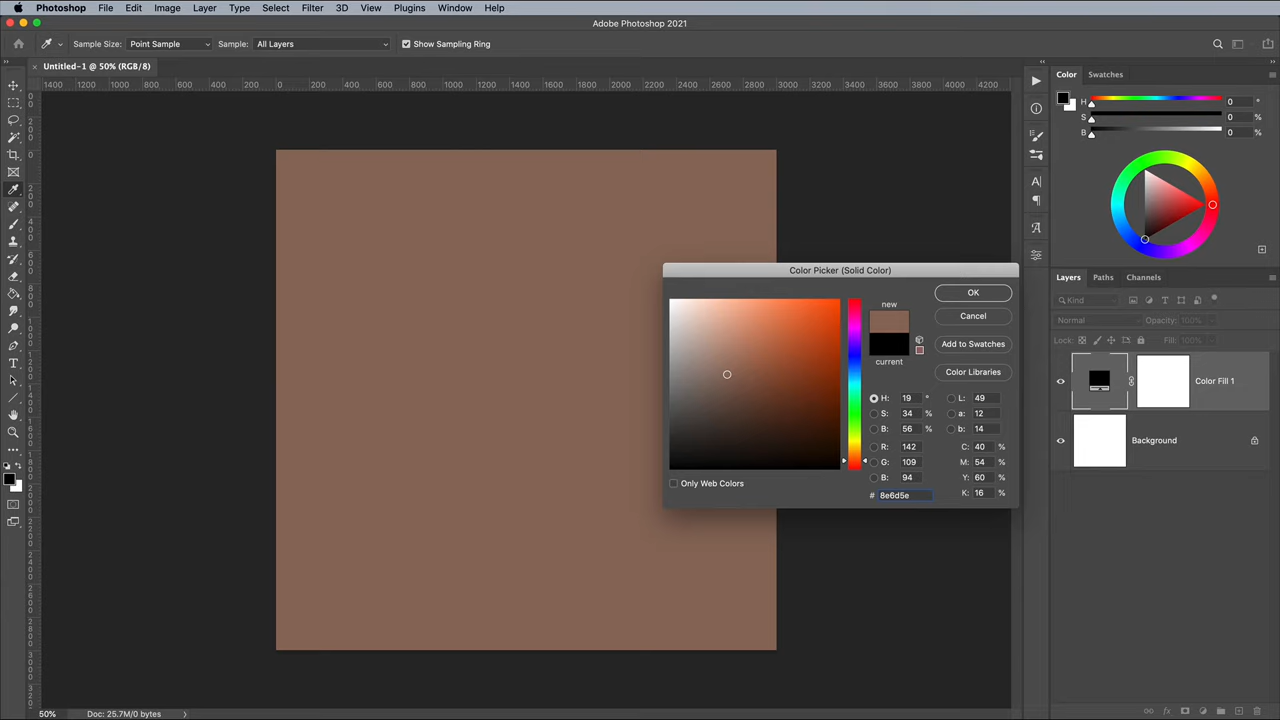 Photoshop File Edit Image Layer Type Select Filter 3D View Plugins Window Help
Adobe Photoshop 2021
Sample Size: Point Sample Sample: All Layers Show Sampling Ring
Untitled-1 @ 50% (RGB/8)
1400 1200 1000 800 600 400 200 0 200 400 600 800 1000 1200 1400 1600 1800 2000 2200 2400 2600 2800 3000 3200 3400 3600 3800 4000 4200
Color Swatches
H 0 °
S 0 %
B 0 %
Color Picker (Solid Color)
new
current
OK
Cancel
Add to Swatches
Color Libraries
H: 19 ° L: 49
S: 34 % a: 12
B: 56 % b: 14
R: 142 C: 40 %
G: 109 M: 54 %
B: 94 Y: 60 %
# 8e6d5e K: 16 %
Only Web Colors
Layers Paths Channels
Kind
Normal Opacity: 100%
Lock: Fill: 100%
Color Fill 1
Background
50% Doc: 25.7M/0 bytes